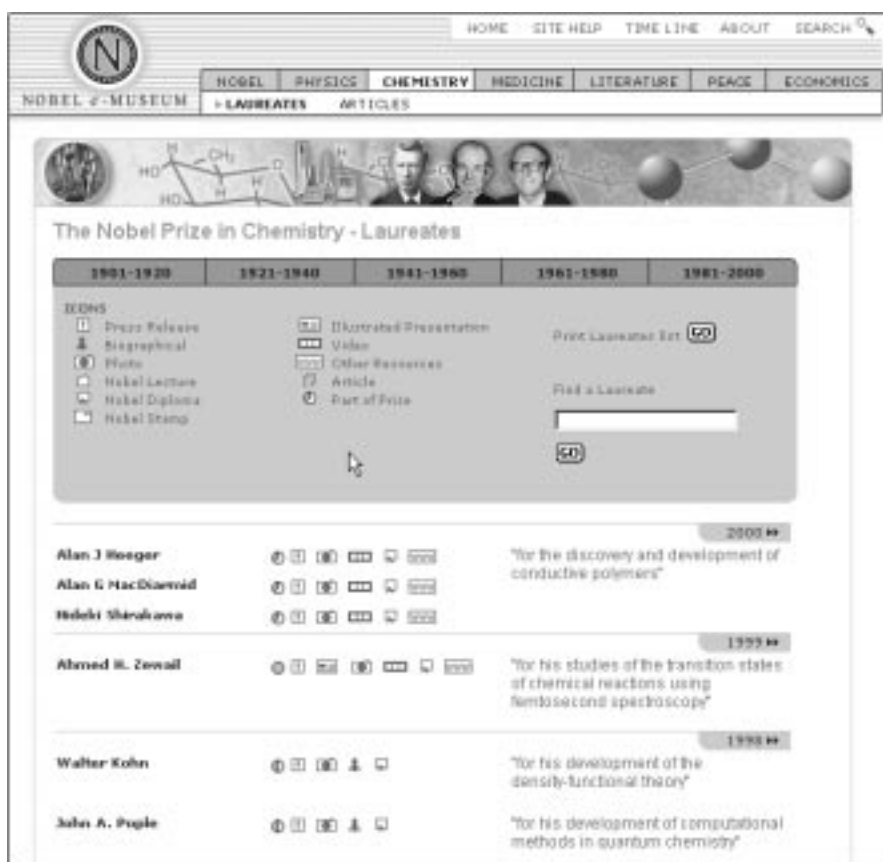 HOME SITE HELP TIME LINE ABOUT SEARCH
N
NOBEL PHYSICS CHEMISTRY MEDICINE LITERATURE PEACE ECONOMICS
NOBEL e-MUSEUM LAUREATES ARTICLES
HO CH₃ H O
HO H H
The Nobel Prize in Chemistry - Laureates
1901-1920 1921-1940 1941-1960 1961-1980 1981-2000
ICONS
Press Release Illustrated Presentation
Biographical Video Print Laureates list GO
Photo Other Resources
Nobel Lecture Article
Nobel Diploma Part of Prize Find a Laureate
Nobel Stamp
GO
2000
Alan J Heeger "for the discovery and development of
conductive polymers"
Alan G MacDiarmid
Hideki Shirakawa
1999
Ahmed H. Zewail "for his studies of the transition states
of chemical reactions using
femtosecond spectroscopy"
1998
Walter Kohn "for his development of the
density-functional theory"
John A. Pople "for his development of computational
methods in quantum chemistry"